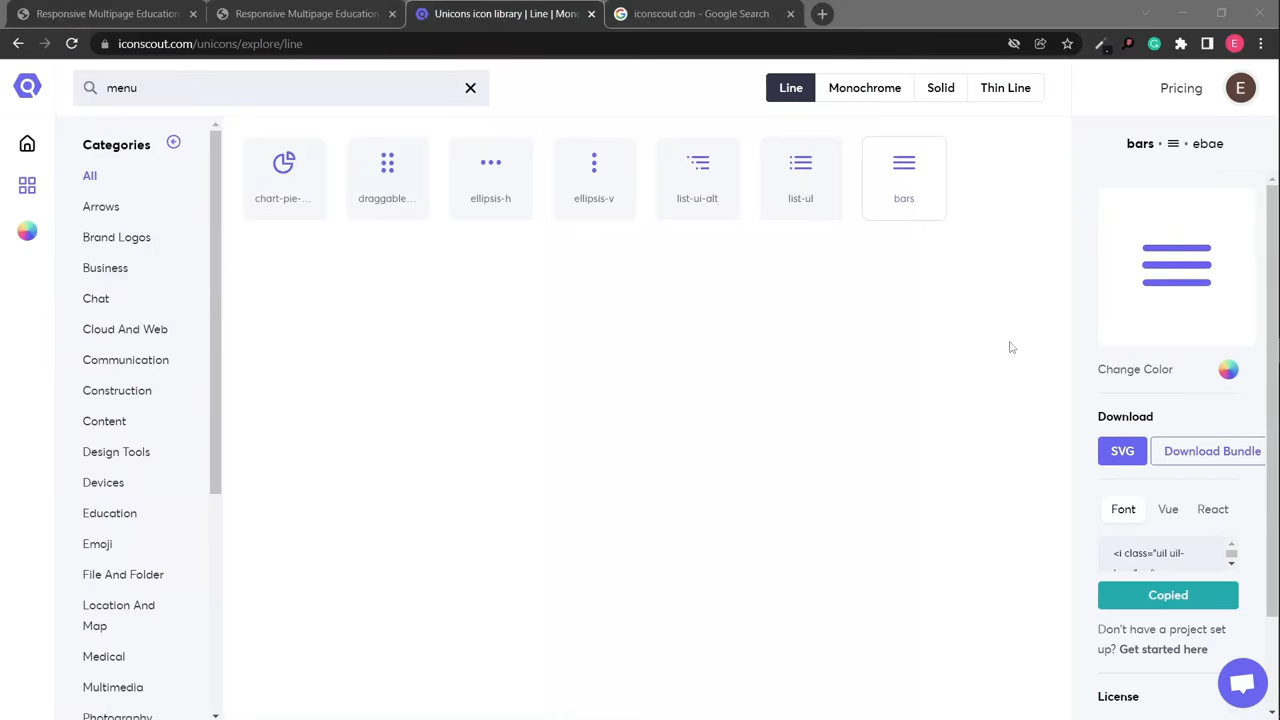 Responsive Multipage Education
Responsive Multipage Education
Unicons icon library | Line | Mono
iconscout cdn - Google Search
iconscout.com/unicons/explore/line
E
menu
Line
Monochrome
Solid
Thin Line
Pricing
E
Categories
All
Arrows
Brand Logos
Business
Chat
Cloud And Web
Communication
Construction
Content
Design Tools
Devices
Education
Emoji
File And Folder
Location And
Map
Medical
Multimedia
Photography
chart-pie-...
draggable...
ellipsis-h
ellipsis-v
list-ui-alt
list-ul
bars
bars • • ebae
Change Color
Download
SVG
Download Bundle
Font
Vue
React
<i class="uil uil-
Copied
Don't have a project set
up? Get started here
License